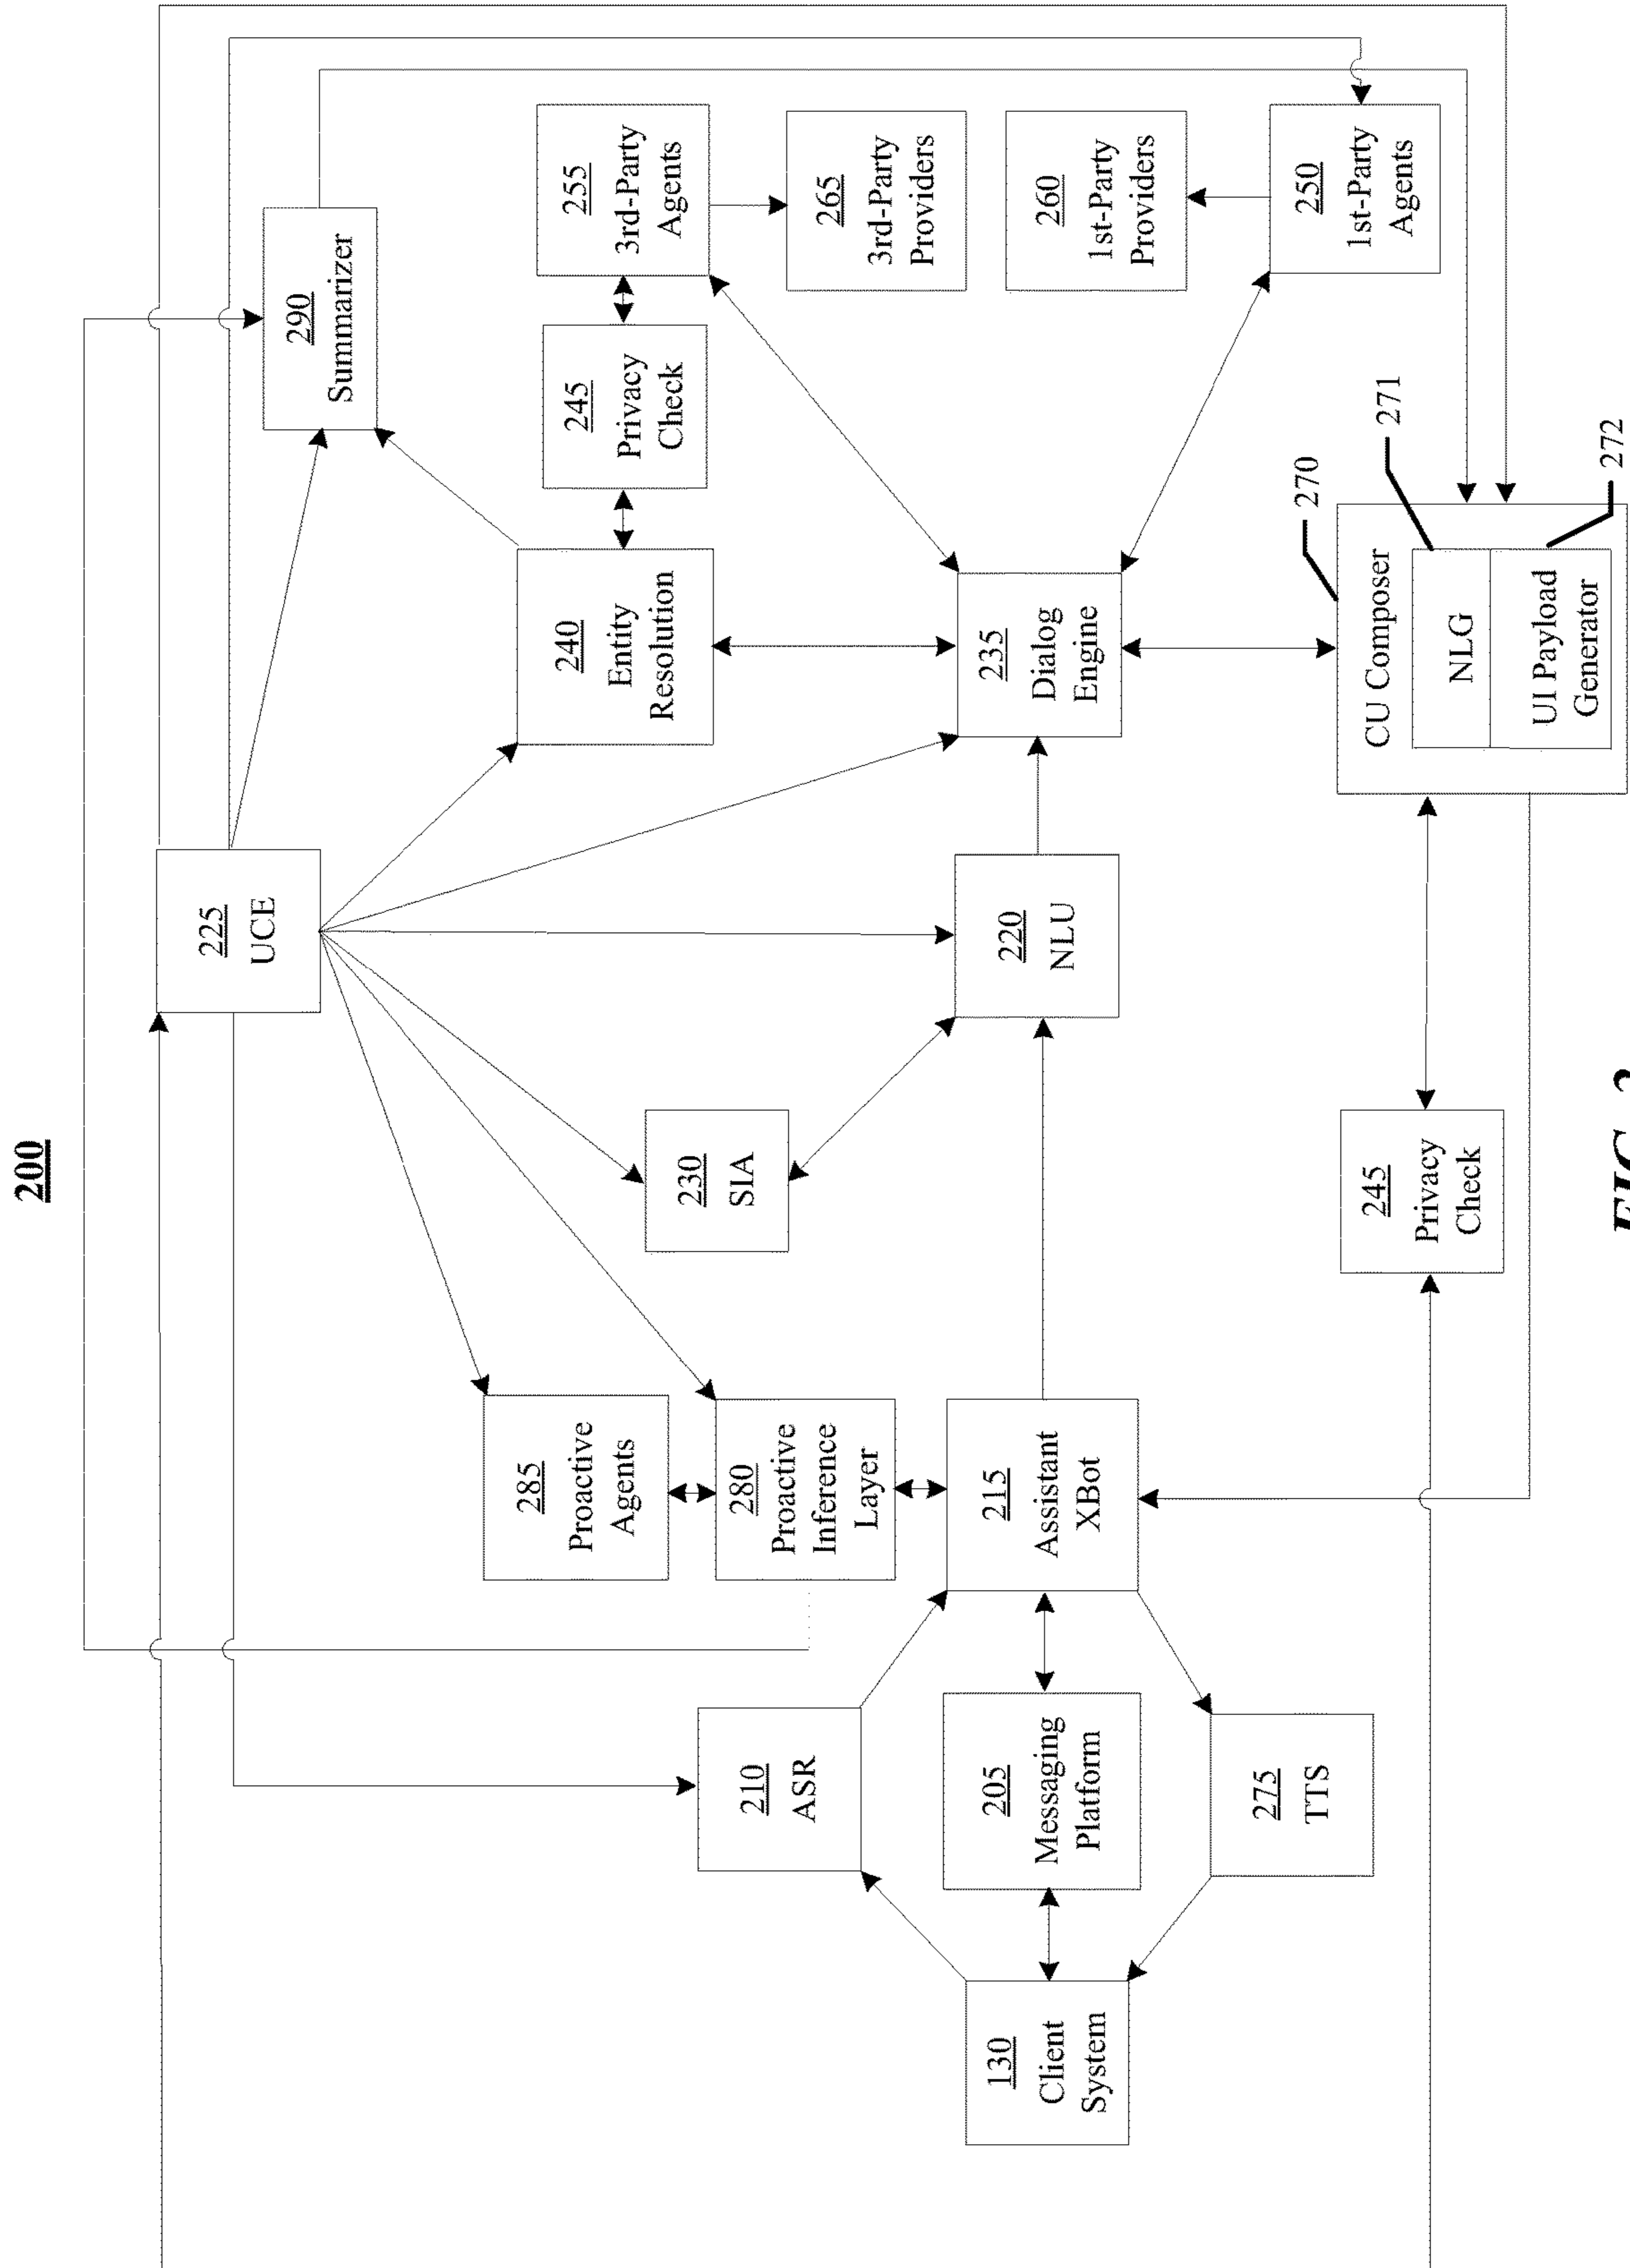 200
225
UCE
290
Summarizer
285
Proactive
Agents
240
Entity
Resolution
245
Privacy
Check
255
3rd-Party
Agents
210
ASR
280
Proactive
Inference
Layer
230
SIA
265
3rd-Party
Providers
130
Client
System
205
Messaging
Platform
215
Assistant
XBot
220
NLU
235
Dialog
Engine
260
1st-Party
Providers
275
TTS
250
1st-Party
Agents
245
Privacy
Check
270
CU Composer
271
NLG
UI Payload
Generator
272
FIG. 2